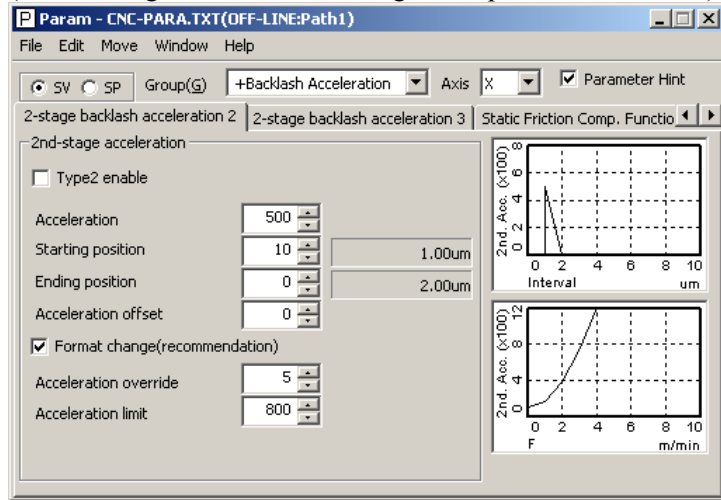 P Param - CNC-PARA.TXT(OFF-LINE:Path1)
File Edit Move Window Help
SV SP Group(G) +Backlash Acceleration Axis X Parameter Hint
2-stage backlash acceleration 2 2-stage backlash acceleration 3 Static Friction Comp. Functio
2nd-stage acceleration
Type2 enable
Acceleration 500
Starting position 10 1.00um
Ending position 0 2.00um
Acceleration offset 0
Format change(recommendation)
Acceleration override 5
Acceleration limit 800
2nd. Acc. (x100)
0 2 4 6 8
0 2 4 6 8 10
Interval um
2nd. Acc. (x100)
0 4 8 12
0 2 4 6 8 10
F m/min